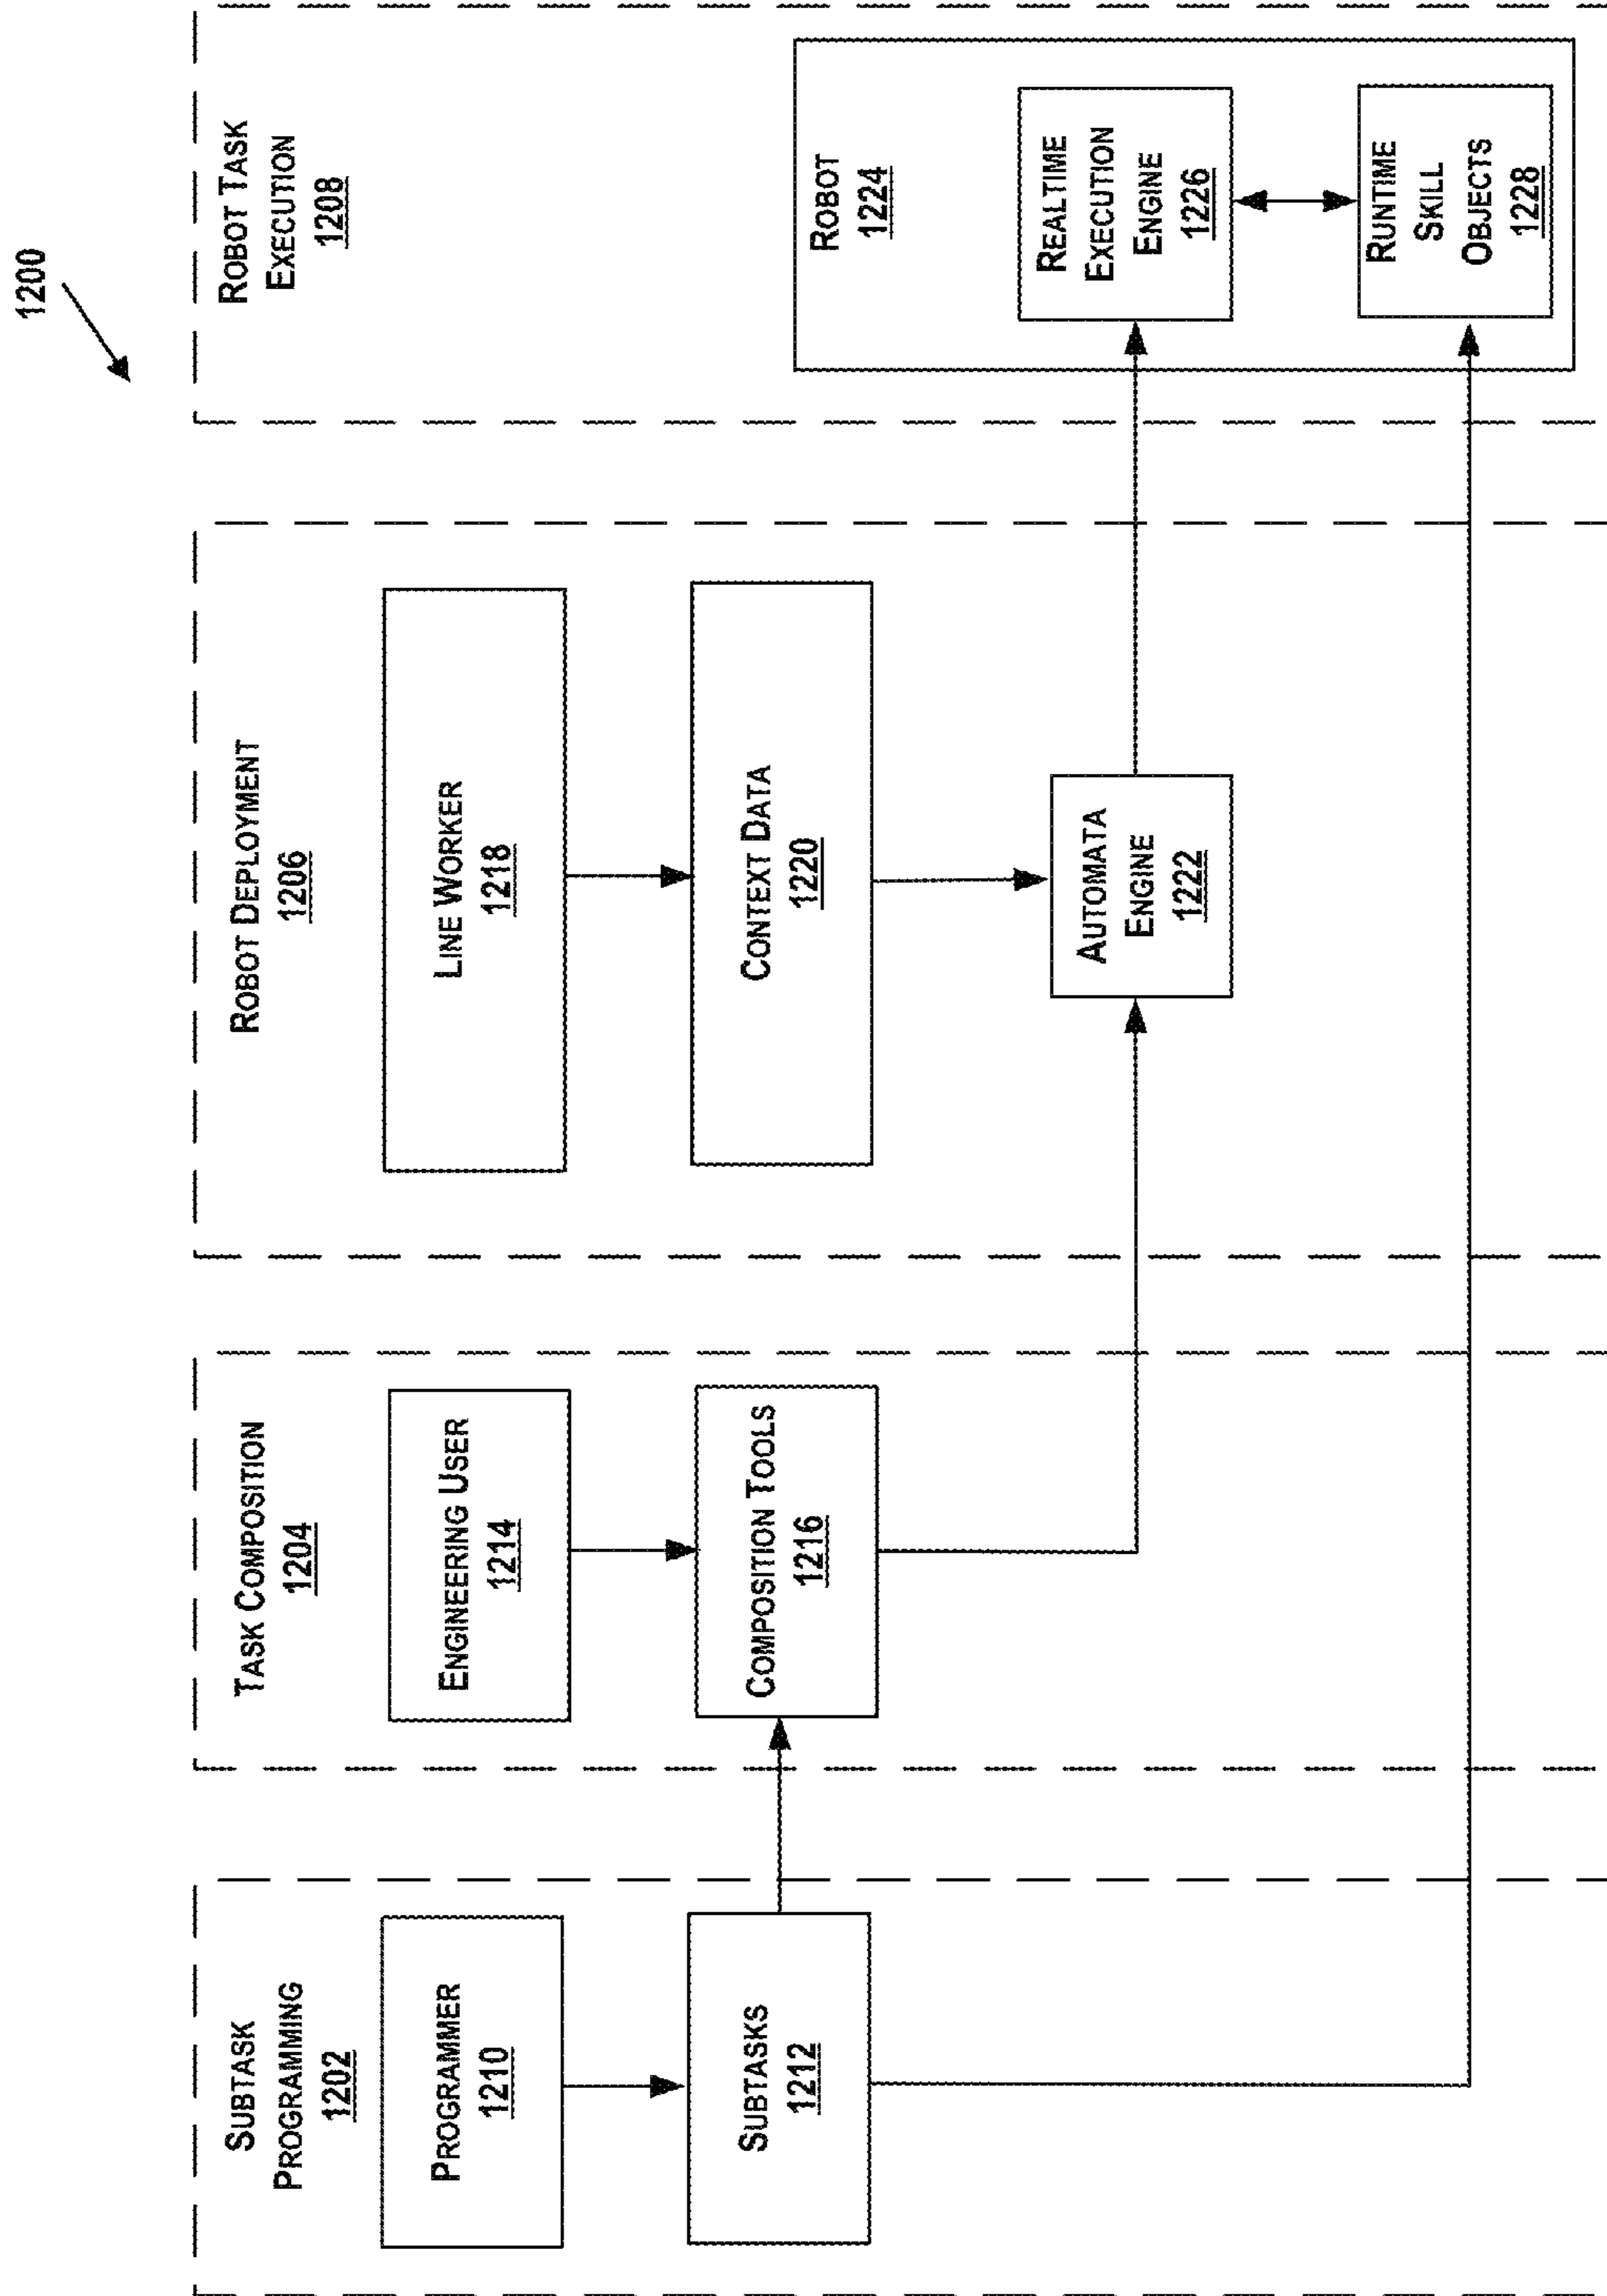 1200
SUBTASK
PROGRAMMING
1202
PROGRAMMER
1210
SUBTASKS
1212
TASK COMPOSITION
1204
ENGINEERING USER
1214
COMPOSITION TOOLS
1216
ROBOT DEPLOYMENT
1206
LINE WORKER
1218
CONTEXT DATA
1220
AUTOMATA
ENGINE
1222
ROBOT TASK
EXECUTION
1208
ROBOT
1224
REALTIME
EXECUTION
ENGINE
1226
RUNTIME
SKILL
OBJECTS
1228